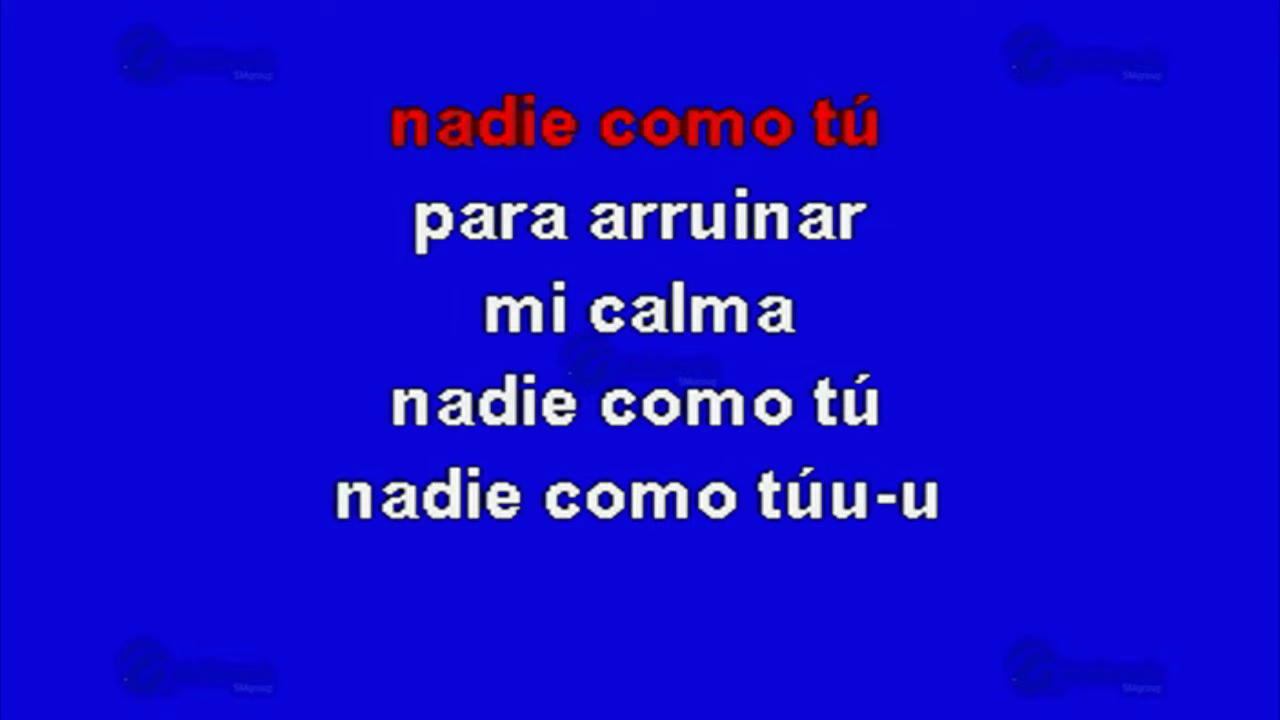 nadie como tú
para arruinar
mi calma
nadie como tú
nadie como túu-u